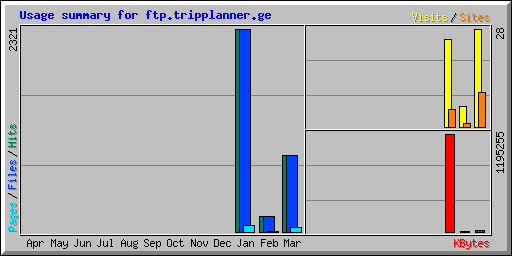 Usage summary for ftp.tripplanner.ge
Visits / Sites
2321
28
Pages / Files / Hits
1195255
Apr May Jun Jul Aug Sep Oct Nov Dec Jan Feb Mar
KBytes